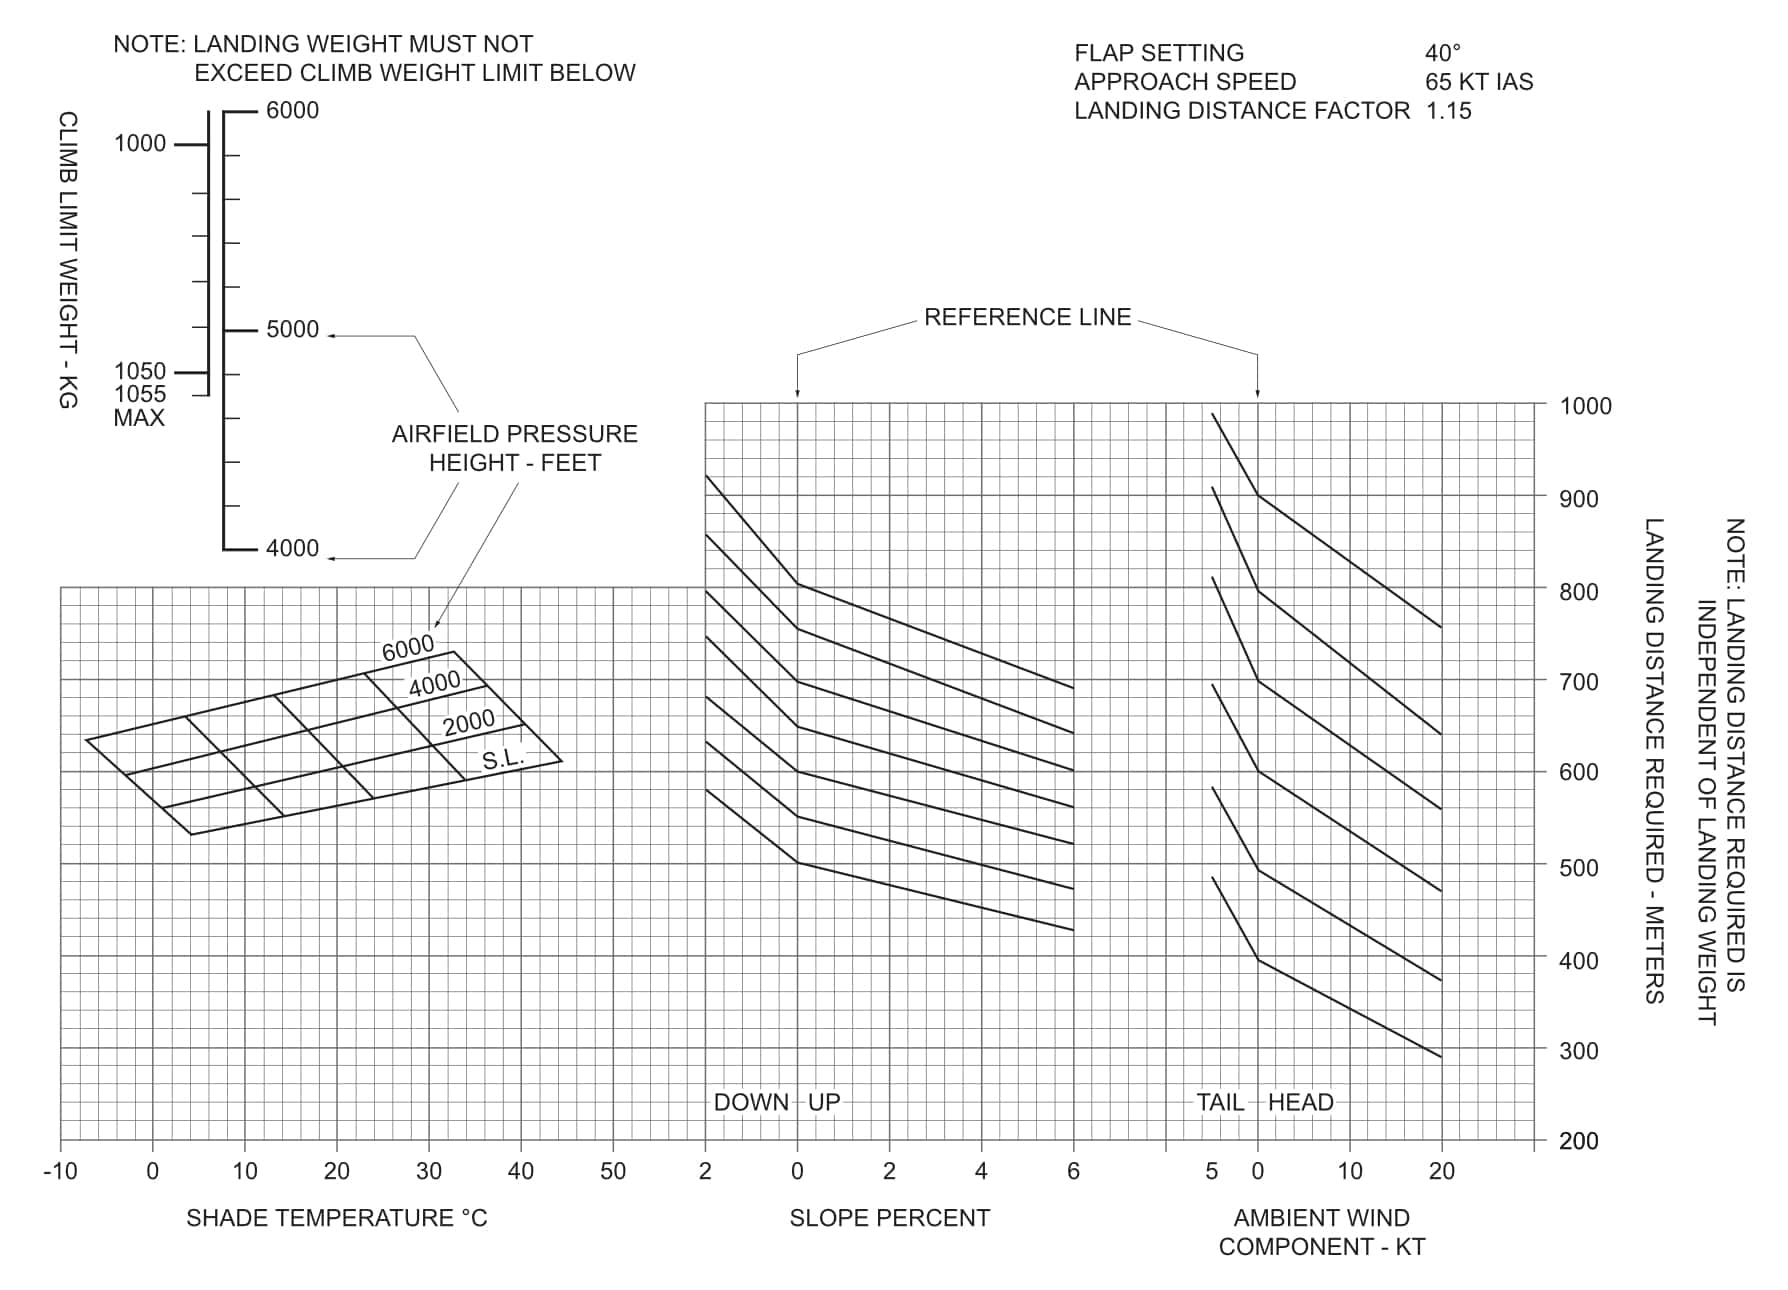 NOTE: LANDING WEIGHT MUST NOT
EXCEED CLIMB WEIGHT LIMIT BELOW
FLAP SETTING 40°
APPROACH SPEED 65 KT IAS
LANDING DISTANCE FACTOR 1.15
CLIMB LIMIT WEIGHT - KG
1000
1050
1055
MAX
6000
5000
4000
AIRFIELD PRESSURE
HEIGHT - FEET
REFERENCE LINE
6000
4000
2000
S.L.
1000
900
800
700
600
500
400
300
200
LANDING DISTANCE REQUIRED - METERS
NOTE: LANDING DISTANCE REQUIRED IS
INDEPENDENT OF LANDING WEIGHT
DOWN UP
TAIL HEAD
-10 0 10 20 30 40 50 2 0 2 4 6 5 0 10 20
SHADE TEMPERATURE °C
SLOPE PERCENT
AMBIENT WIND
COMPONENT - KT